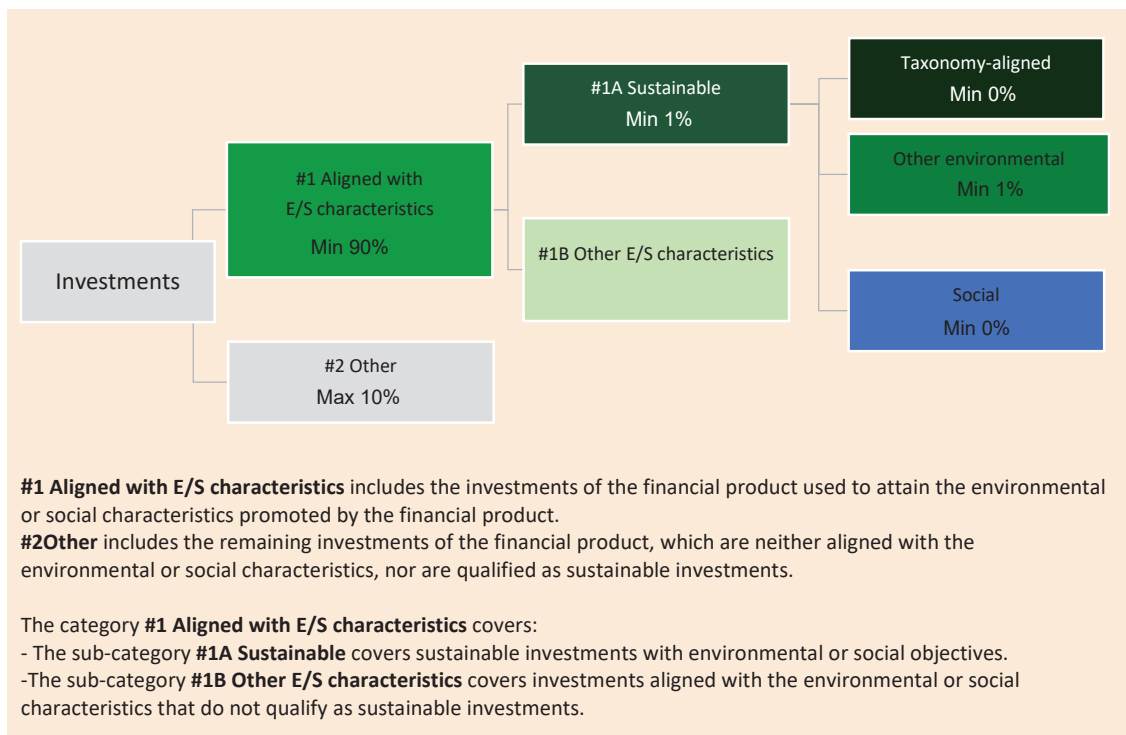 Investments
#1 Aligned with
E/S characteristics
Min 90%
#2 Other
Max 10%
#1A Sustainable
Min 1%
#1B Other E/S characteristics
Taxonomy-aligned
Min 0%
Other environmental
Min 1%
Social
Min 0%
#1 Aligned with E/S characteristics includes the investments of the financial product used to attain the environmental
or social characteristics promoted by the financial product.
#2Other includes the remaining investments of the financial product, which are neither aligned with the
environmental or social characteristics, nor are qualified as sustainable investments.
The category #1 Aligned with E/S characteristics covers:
- The sub-category #1A Sustainable covers sustainable investments with environmental or social objectives.
-The sub-category #1B Other E/S characteristics covers investments aligned with the environmental or social
characteristics that do not qualify as sustainable investments.